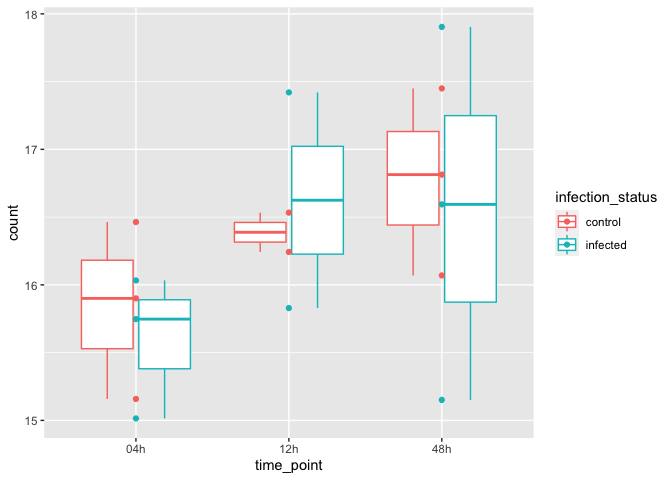 18
17
16
15
count
04h
12h
48h
time_point
infection_status
control
infected